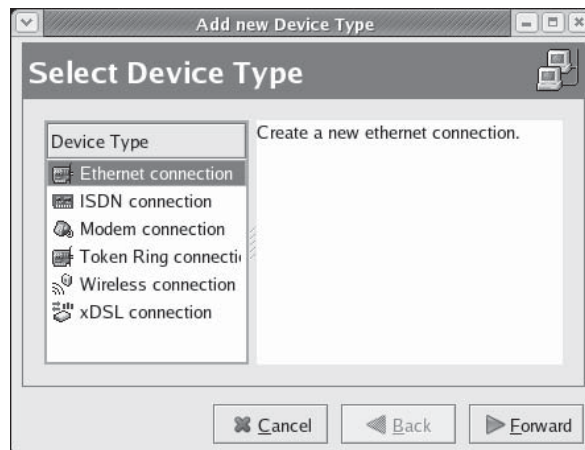 Add new Device Type
Select Device Type
Device Type
Ethernet connection
ISDN connection
Modem connection
Token Ring connecti
Wireless connection
xDSL connection
Create a new ethernet connection.
Cancel
Back
Forward